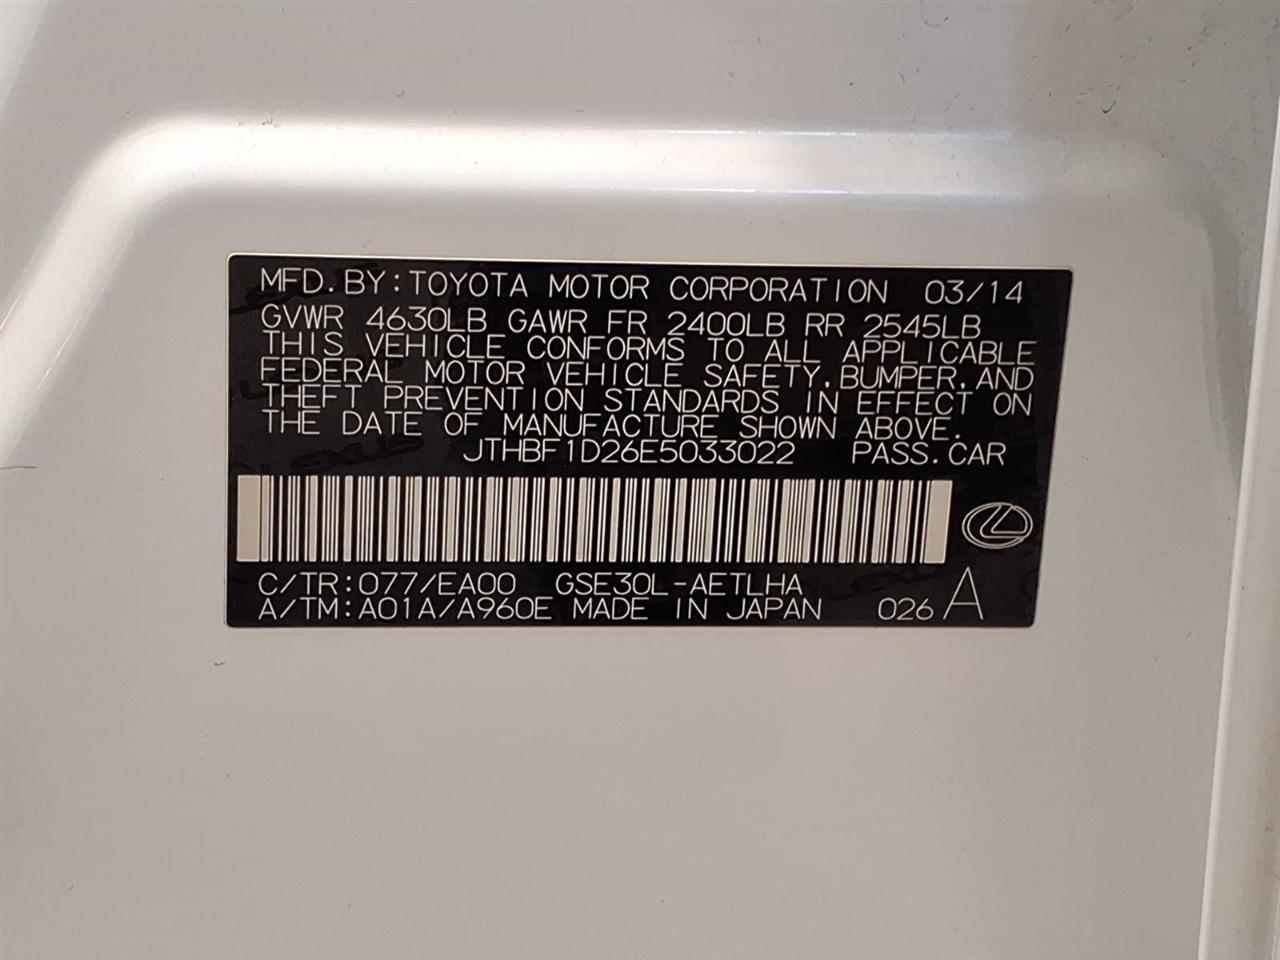 MFD.BY:TOYOTA MOTOR CORPORATION 03/14
GVWR 4630LB GAWR FR 2400LB RR 2545LB
THIS VEHICLE CONFORMS TO ALL APPLICABLE
FEDERAL MOTOR VEHICLE SAFETY,BUMPER,AND
THEFT PREVENTION STANDARDS IN EFFECT ON
THE DATE OF MANUFACTURE SHOWN ABOVE.
JTHBF1D26E5033022 PASS.CAR
C/TR:077/EA00 GSE30L-AETLHA
A/TM:A01A/A960E MADE IN JAPAN 026 A